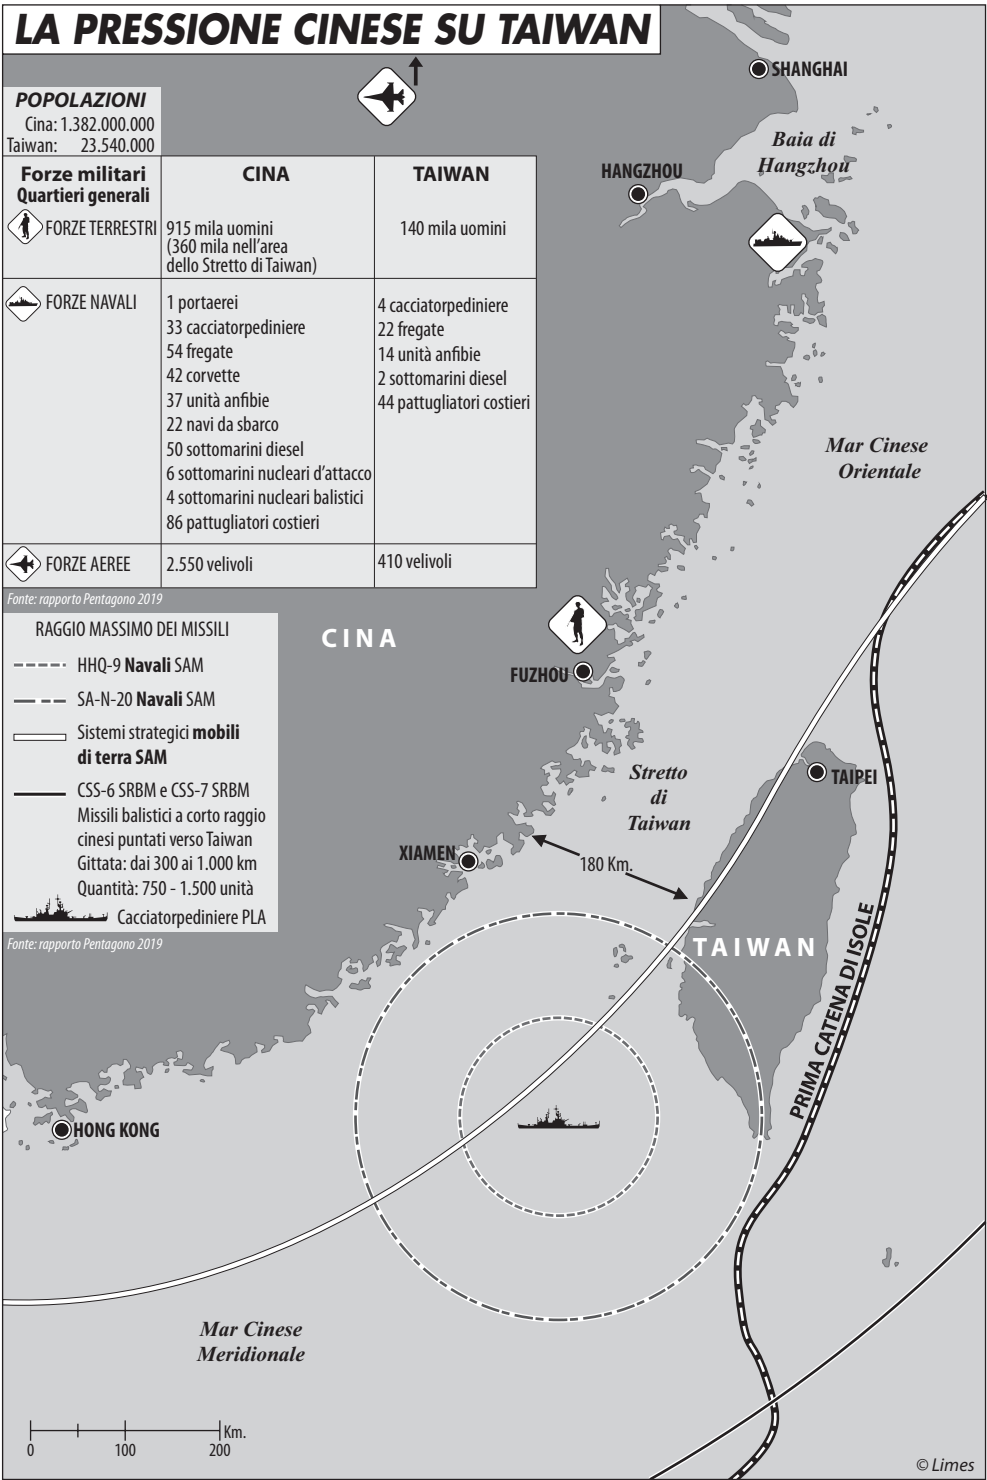 LA PRESSIONE CINESE SU TAIWAN
POPOLAZIONI
Cina: 1.382.000.000
Taiwan: 23.540.000
Forze militari
Quartieri generali
CINA
TAIWAN
FORZE TERRESTRI
915 mila uomini
(360 mila nell'area
dello Stretto di Taiwan)
140 mila uomini
FORZE NAVALI
1 portaerei
33 cacciatorpediniere
54 fregate
42 corvette
37 unità anfibie
22 navi da sbarco
50 sottomarini diesel
6 sottomarini nucleari d'attacco
4 sottomarini nucleari balistici
86 pattugliatori costieri
4 cacciatorpediniere
22 fregate
14 unità anfibie
2 sottomarini diesel
44 pattugliatori costieri
FORZE AEREE
2.550 velivoli
410 velivoli
Fonte: rapporto Pentagono 2019
RAGGIO MASSIMO DEI MISSILI
HHQ-9 Navali SAM
SA-N-20 Navali SAM
Sistemi strategici mobili
di terra SAM
CSS-6 SRBM e CSS-7 SRBM
Missili balistici a corto raggio
cinesi puntati verso Taiwan
Gittata: dai 300 ai 1.000 km
Quantità: 750 - 1.500 unità
Cacciatorpediniere PLA
Fonte: rapporto Pentagono 2019
SHANGHAI
Baia di
Hangzhou
HANGZHOU
Mar Cinese
Orientale
CINA
FUZHOU
Stretto
di
Taiwan
TAIPEI
XIAMEN
180 Km.
TAIWAN
PRIMA CATENA DI ISOLE
HONG KONG
Mar Cinese
Meridionale
Km.
0 100 200
© Limes